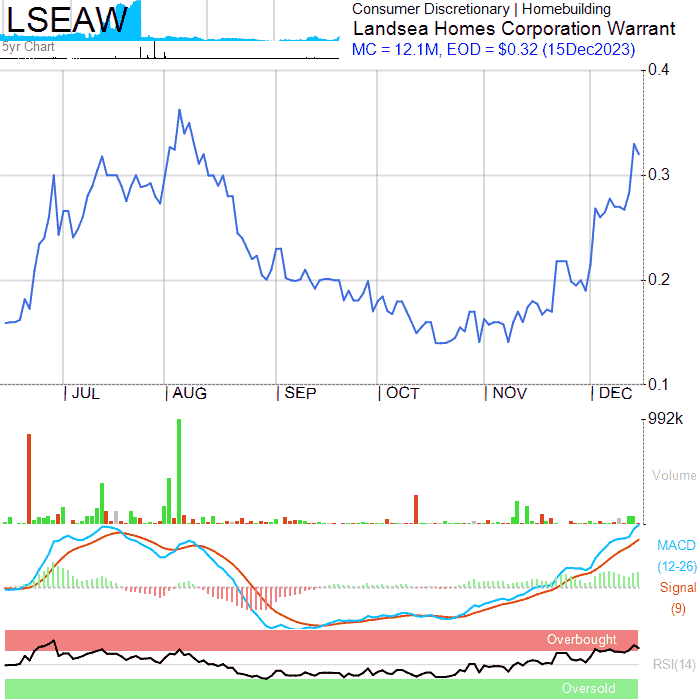 LSEAW
5yr Chart
Consumer Discretionary | Homebuilding
Landsea Homes Corporation Warrant
MC = 12.1M, EOD = $0.32 (15Dec2023)
0.4
0.3
0.2
0.1
JUL AUG SEP OCT NOV DEC
992k
Volume
MACD
(12-26)
Signal
(9)
Overbought
RSI(14)
Oversold